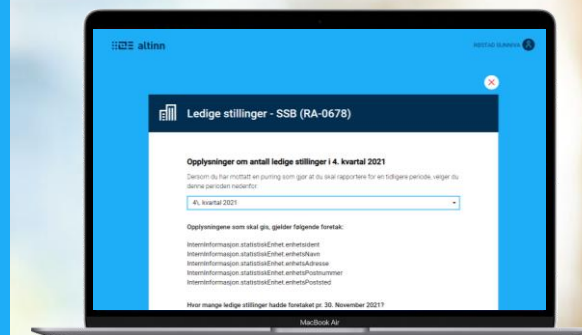 altinn
Ledige stillinger - SSB (RA-0678)
Opplysninger om antall ledige stillinger i 4. kvartal 2021
Dersom du har mottatt en purring som gjør at du skal rapportere for en tidligere periode, velger du
denne perioden nedenfor.
4\. kvartal 2021
Opplysningene som skal gis, gjelder følgende foretak:
InternInformasjon.statistiskEnhet.enhetsident
InternInformasjon.statistiskEnhet.enhetsNavn
InternInformasjon.statistiskEnhet.enhetsAdresse
InternInformasjon.statistiskEnhet.enhetsPostnummer
InternInformasjon.statistiskEnhet.enhetsPoststed
Hvor mange ledige stillinger hadde foretaket pr. 30. November 2021?
MacBook Air